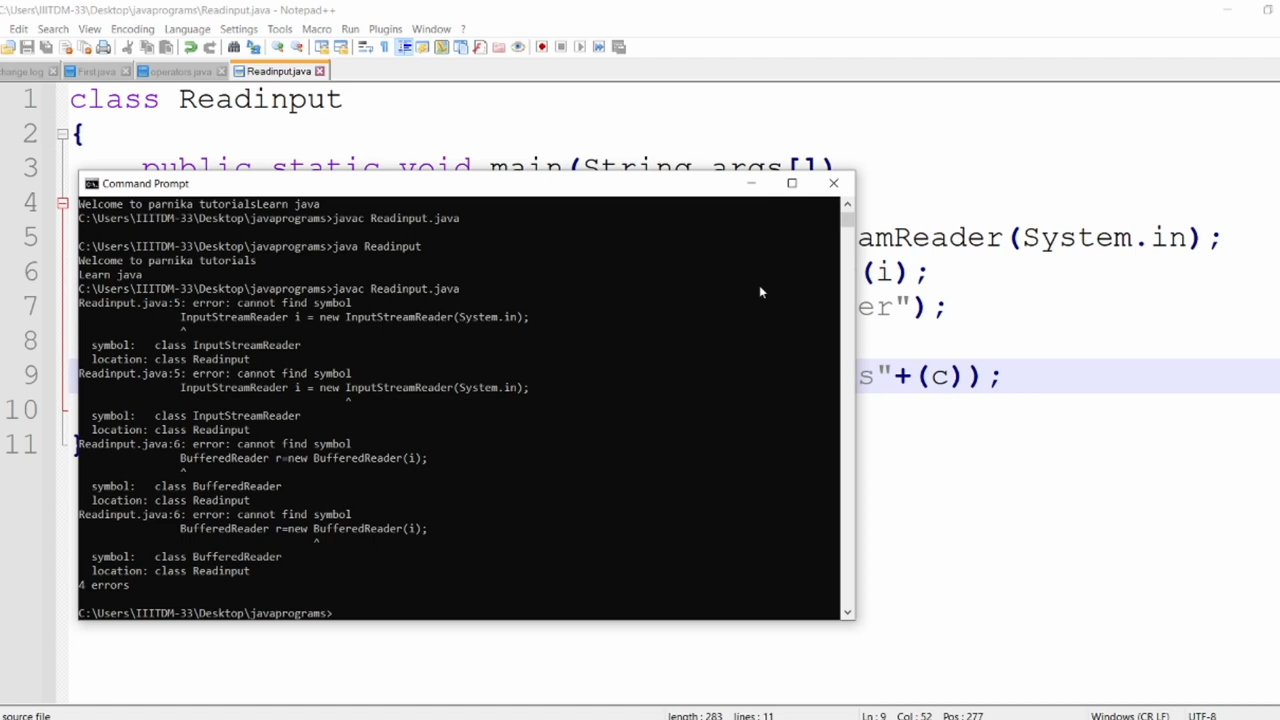 C:\Users\IIITDM-33\Desktop\javaprograms\Readinput.java - Notepad++
Edit Search View Encoding Language Settings Tools Macro Run Plugins Window ?
change log First.java operators.java Readinput.java
1 class Readinput
2 {
3 public static void main(String args[])
4
5 amReader(System.in);
6 (i);
7 er");
8
9 s"+(c));
10
11 }
Command Prompt
Welcome to parnika tutorialsLearn java
C:\Users\IIITDM-33\Desktop\javaprograms>javac Readinput.java
C:\Users\IIITDM-33\Desktop\javaprograms>java Readinput
Welcome to parnika tutorials
Learn java
C:\Users\IIITDM-33\Desktop\javaprograms>javac Readinput.java
Readinput.java:5: error: cannot find symbol
InputStreamReader i = new InputStreamReader(System.in);
^
symbol: class InputStreamReader
location: class Readinput
Readinput.java:5: error: cannot find symbol
InputStreamReader i = new InputStreamReader(System.in);
^
symbol: class InputStreamReader
location: class Readinput
Readinput.java:6: error: cannot find symbol
BufferedReader r=new BufferedReader(i);
^
symbol: class BufferedReader
location: class Readinput
Readinput.java:6: error: cannot find symbol
BufferedReader r=new BufferedReader(i);
^
symbol: class BufferedReader
location: class Readinput
4 errors
C:\Users\IIITDM-33\Desktop\javaprograms>
source file length : 283 lines : 11 Ln : 9 Col : 52 Pos : 277 Windows (CR LF) UTF-8